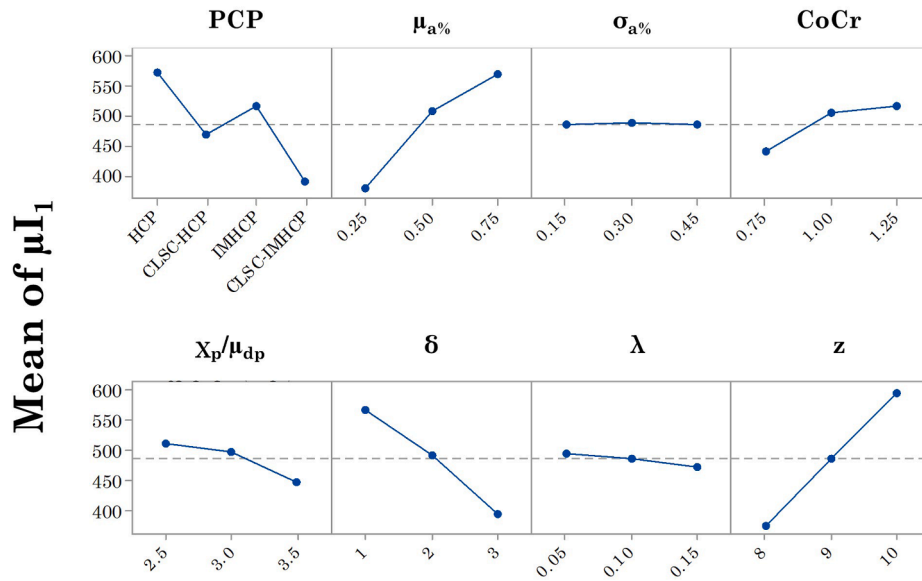 PCP μa% σa% CoCr
600
550
500
450
400
HCP CLSC-HCP IMHCP CLSC-IMHCP 0.25 0.50 0.75 0.15 0.30 0.45 0.75 1.00 1.25
Mean of μI1
Xp/μdp δ λ z
600
550
500
450
400
2.5 3.0 3.5 1 2 3 0.05 0.10 0.15 8 9 10